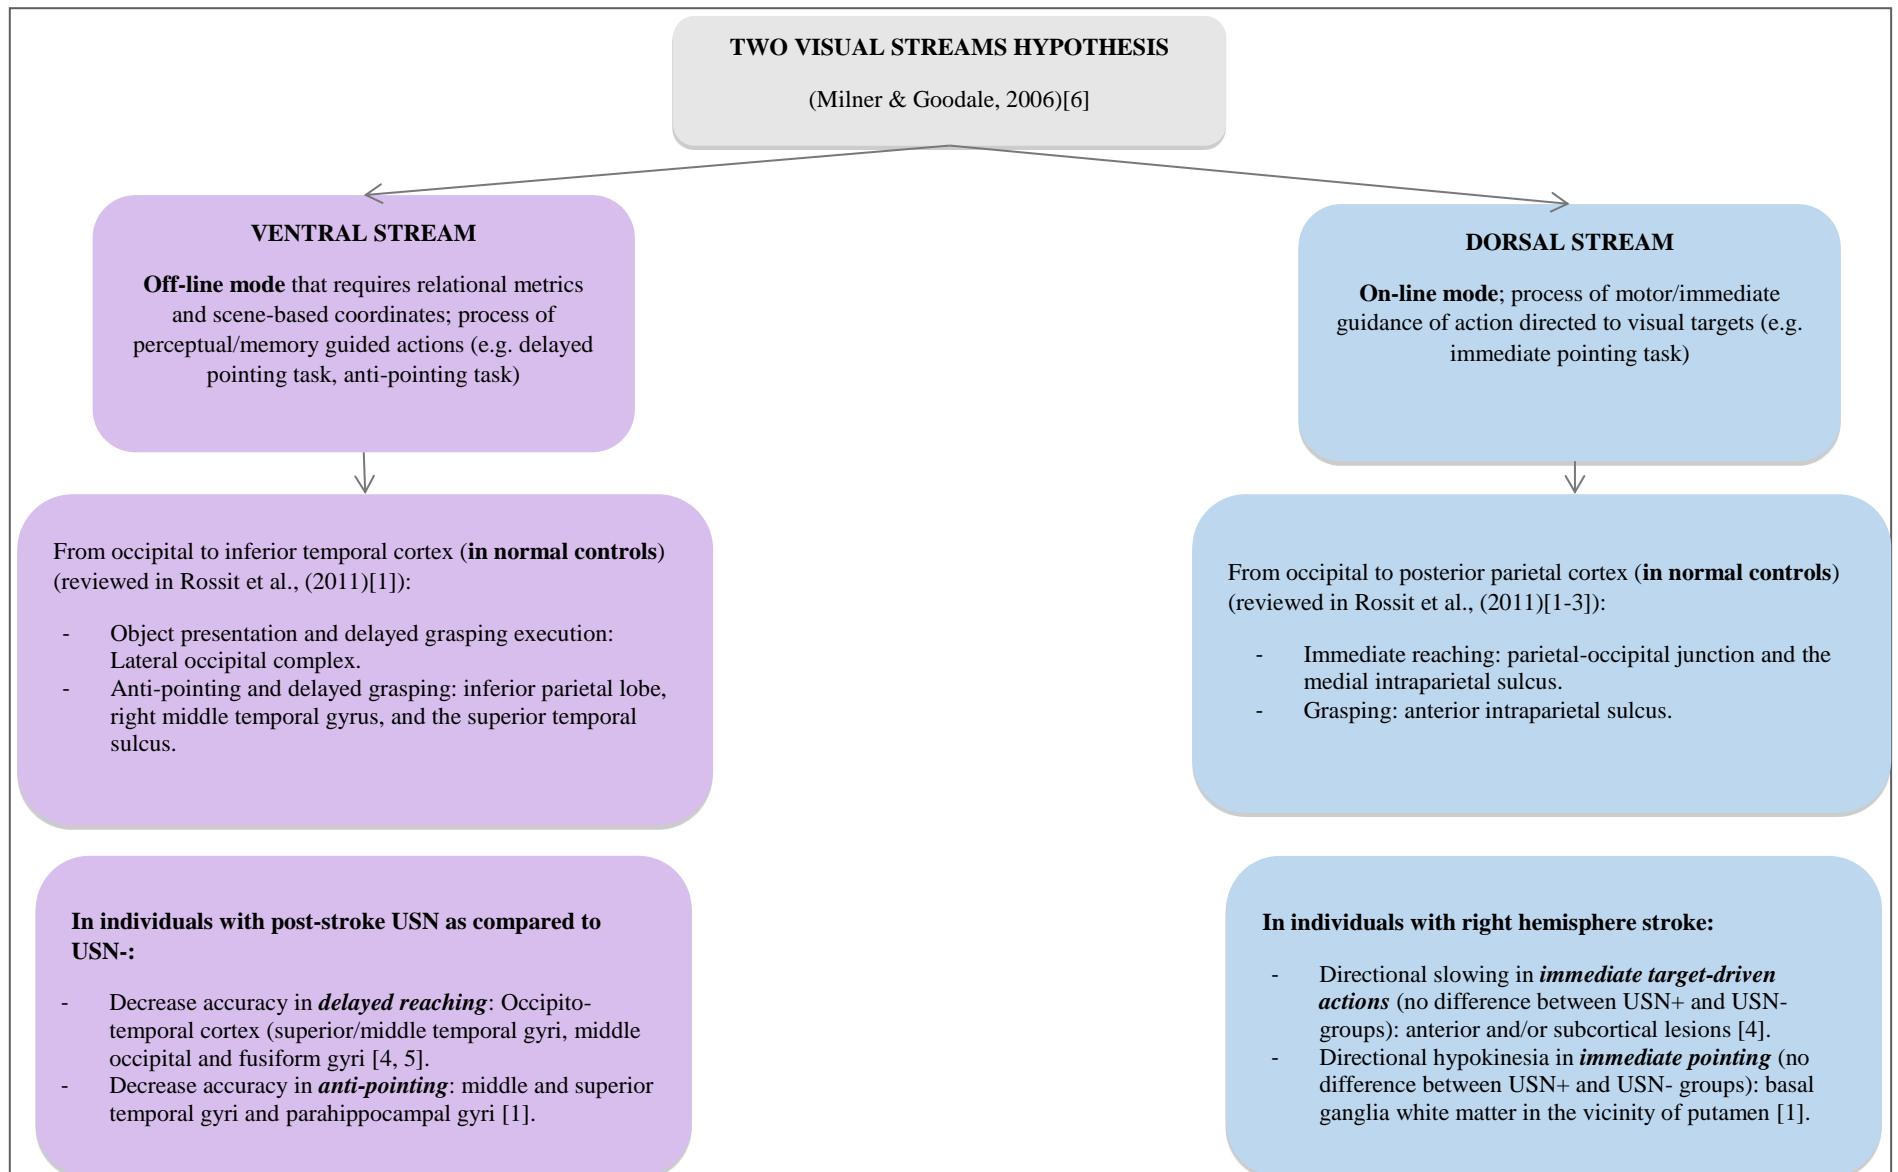 TWO VISUAL STREAMS HYPOTHESIS
(Milner & Goodale, 2006)[6]
VENTRAL STREAM
Off-line mode that requires relational metrics
and scene-based coordinates; process of
perceptual/memory guided actions (e.g. delayed
pointing task, anti-pointing task)
DORSAL STREAM
On-line mode; process of motor/immediate
guidance of action directed to visual targets (e.g.
immediate pointing task)
From occipital to inferior temporal cortex (in normal controls)
(reviewed in Rossit et al., (2011)[1]):
- Object presentation and delayed grasping execution:
Lateral occipital complex.
- Anti-pointing and delayed grasping: inferior parietal lobe,
right middle temporal gyrus, and the superior temporal
sulcus.
From occipital to posterior parietal cortex (in normal controls)
(reviewed in Rossit et al., (2011)[1-3]):
- Immediate reaching: parietal-occipital junction and the
medial intraparietal sulcus.
- Grasping: anterior intraparietal sulcus.
In individuals with post-stroke USN as compared to
USN-:
- Decrease accuracy in delayed reaching: Occipito-
temporal cortex (superior/middle temporal gyri, middle
occipital and fusiform gyri [4, 5].
- Decrease accuracy in anti-pointing: middle and superior
temporal gyri and parahippocampal gyri [1].
In individuals with right hemisphere stroke:
- Directional slowing in immediate target-driven
actions (no difference between USN+ and USN-
groups): anterior and/or subcortical lesions [4].
- Directional hypokinesia in immediate pointing (no
difference between USN+ and USN- groups): basal
ganglia white matter in the vicinity of putamen [1].